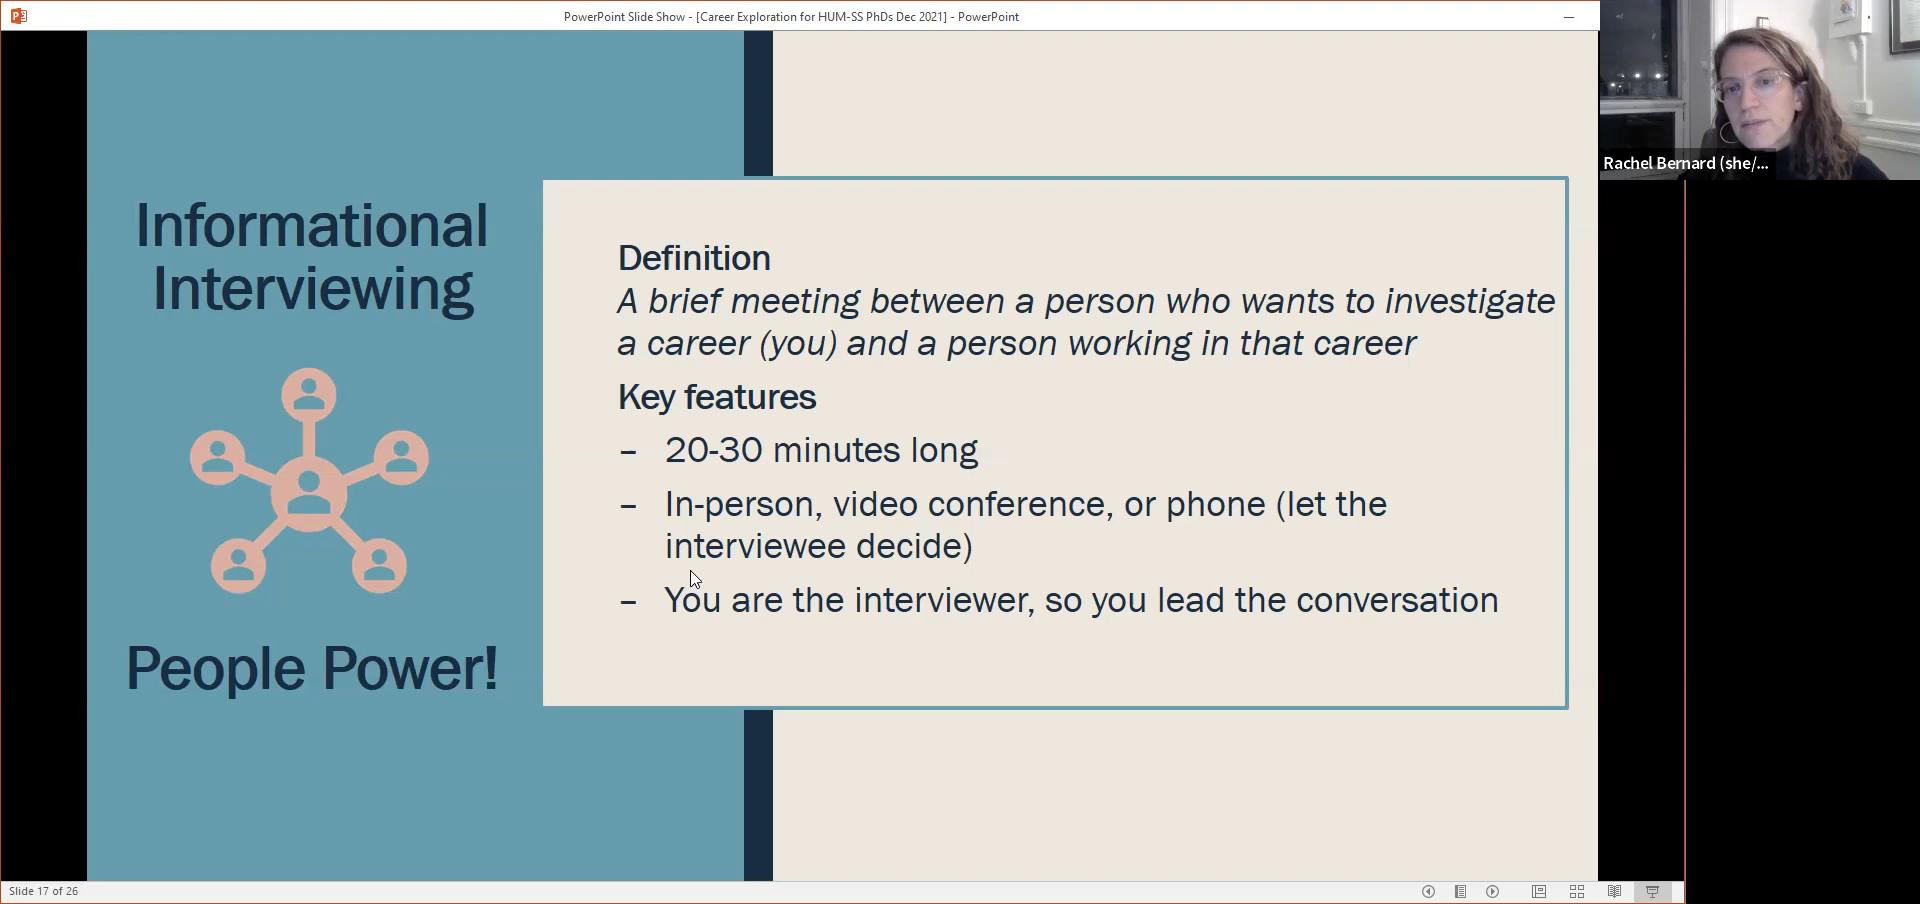 PowerPoint Slide Show - [Career Exploration for HUM-SS PhDs Dec 2021] - PowerPoint
Rachel Bernard (she/...
Informational
Interviewing
People Power!
Definition
A brief meeting between a person who wants to investigate
a career (you) and a person working in that career
Key features
– 20-30 minutes long
– In-person, video conference, or phone (let the
interviewee decide)
– You are the interviewer, so you lead the conversation
Slide 17 of 26